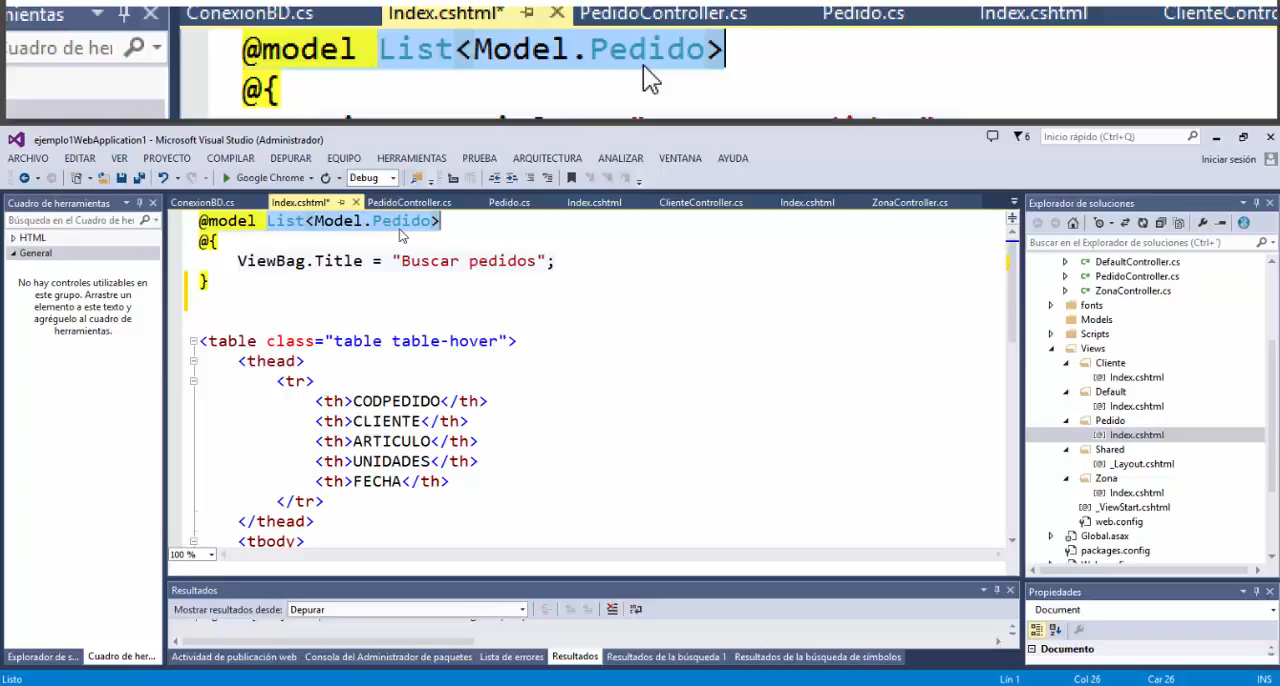 ientas
ConexionBD.cs Index.cshtml* PedidoController.cs Pedido.cs Index.cshtml ClienteContro
Cuadro de her
@model List<Model.Pedido>
@{
ejemplo1WebApplication1 - Microsoft Visual Studio (Administrador)
6
Inicio rápido (Ctrl+Q)
ARCHIVO EDITAR VER PROYECTO COMPILAR DEPURAR EQUIPO HERRAMIENTAS PRUEBA ARQUITECTURA ANALIZAR VENTANA AYUDA
Iniciar sesión
Google Chrome Debug
Cuadro de herramientas
Búsqueda en el Cuadro de her
HTML
General
No hay controles utilizables en
este grupo. Arrastre un
elemento a este texto y
agréguelo al cuadro de
herramientas.
ConexionBD.cs Index.cshtml* PedidoController.cs Pedido.cs Index.cshtml ClienteController.cs Index.cshtml ZonaController.cs
@model List<Model.Pedido>
@{
ViewBag.Title = "Buscar pedidos";
}
<table class="table table-hover">
<thead>
<tr>
<th>CODPEDIDO</th>
<th>CLIENTE</th>
<th>ARTICULO</th>
<th>UNIDADES</th>
<th>FECHA</th>
</tr>
</thead>
<tbody>
100 %
Explorador de soluciones
Buscar en el Explorador de soluciones (Ctrl+')
DefaultController.cs
PedidoController.cs
ZonaController.cs
fonts
Models
Scripts
Views
Cliente
Index.cshtml
Default
Index.cshtml
Pedido
Index.cshtml
Shared
_Layout.cshtml
Zona
Index.cshtml
_ViewStart.cshtml
web.config
Global.asax
packages.config
Resultados
Mostrar resultados desde: Depurar
Propiedades
Document
Documento
Explorador de s... Cuadro de her...
Actividad de publicación web Consola del Administrador de paquetes Lista de errores Resultados Resultados de la búsqueda 1 Resultados de la búsqueda de símbolos
Listo Lín 1 Col 26 Car 26 INS